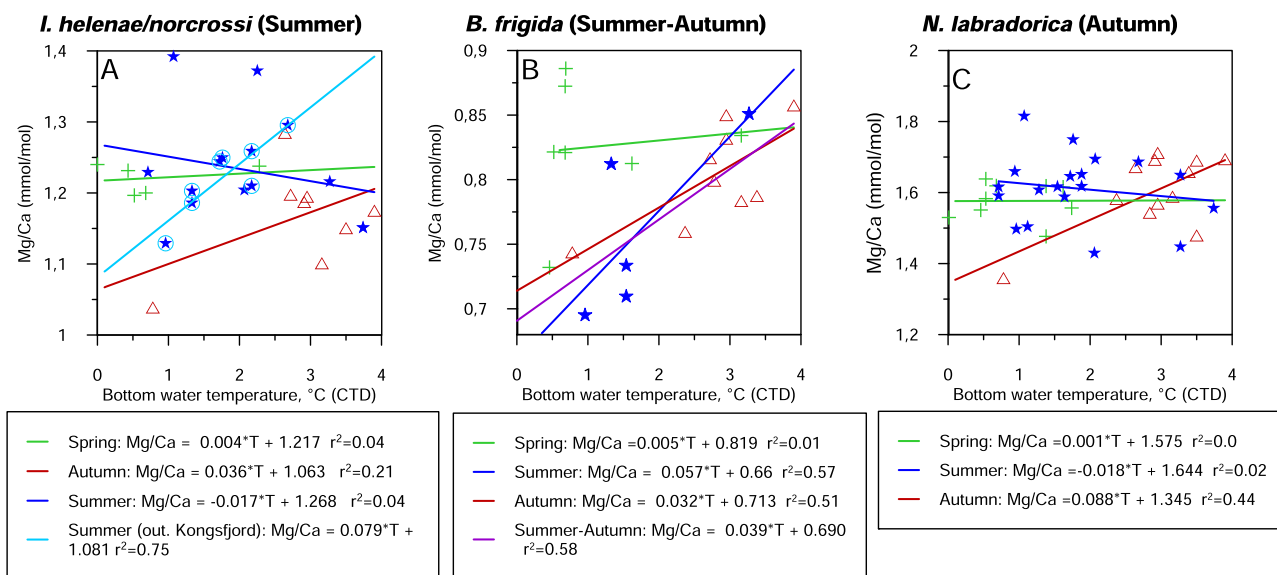 I. helenae/norcrossi (Summer)
B. frigida (Summer-Autumn)
N. labradorica (Autumn)
A
1,4
1,3
1,2
1,1
1
Mg/Ca (mmol/mol)
0 1 2 3 4
Bottom water temperature, °C (CTD)
B
0,9
0,85
0,8
0,75
0,7
Mg/Ca (mmol/mol)
0 1 2 3 4
Bottom water temperature, °C (CTD)
C
2
1,8
1,6
1,4
1,2
Mg/Ca (mmol/mol)
0 1 2 3 4
Bottom water temperature, °C (CTD)
Spring: Mg/Ca = 0.004*T + 1.217 r²=0.04
Autumn: Mg/Ca = 0.036*T + 1.063 r²=0.21
Summer: Mg/Ca = -0.017*T + 1.268 r²=0.04
Summer (out. Kongsfjord): Mg/Ca = 0.079*T +
1.081 r²=0.75
Spring: Mg/Ca =0.005*T + 0.819 r²=0.01
Summer: Mg/Ca = 0.057*T + 0.66 r²=0.57
Autumn: Mg/Ca = 0.032*T + 0.713 r²=0.51
Summer-Autumn: Mg/Ca = 0.039*T + 0.690
r²=0.58
Spring: Mg/Ca =0.001*T + 1.575 r²=0.0
Summer: Mg/Ca =-0.018*T + 1.644 r²=0.02
Autumn: Mg/Ca =0.088*T + 1.345 r²=0.44